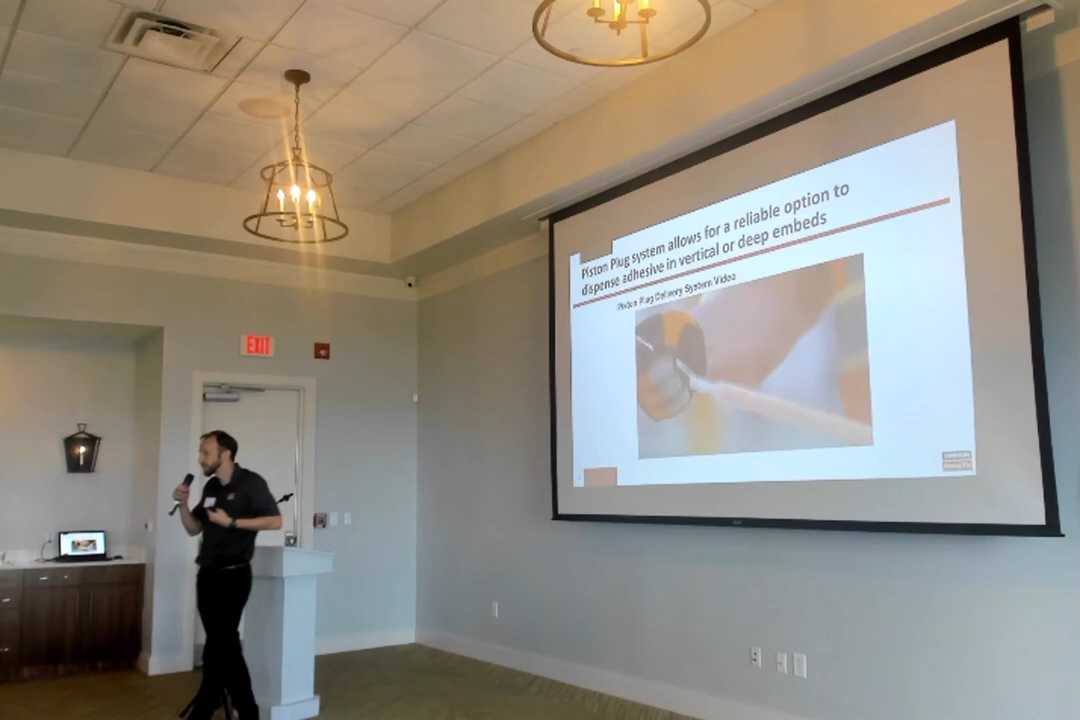 EXIT
Piston Plug system allows for a reliable option to
dispense adhesive in vertical or deep embeds
Piston Plug Delivery System Video